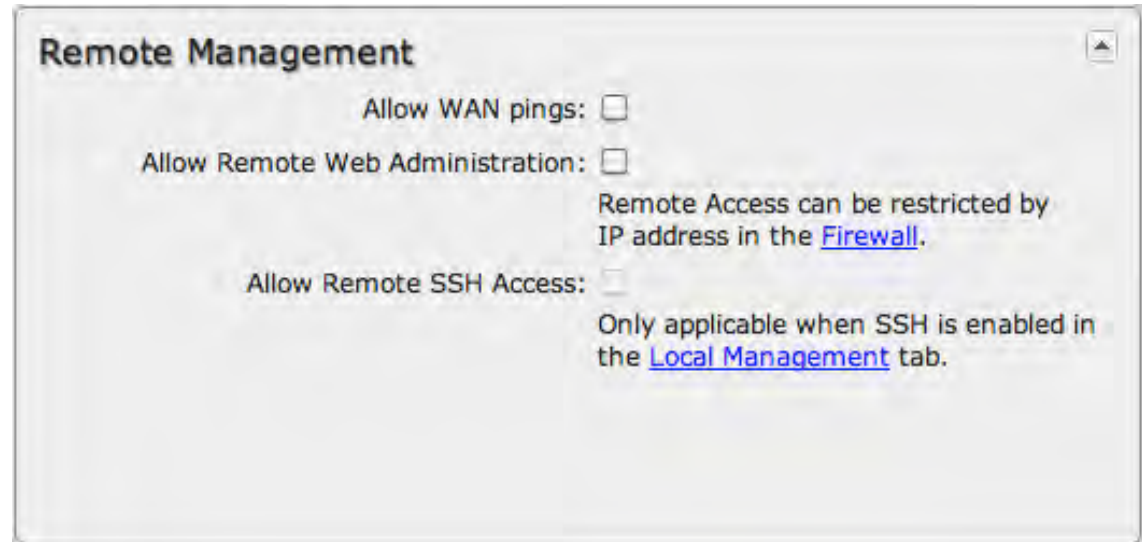 Remote Management
Allow WAN pings:
Allow Remote Web Administration:
Remote Access can be restricted by
IP address in the Firewall.
Allow Remote SSH Access:
Only applicable when SSH is enabled in
the Local Management tab.